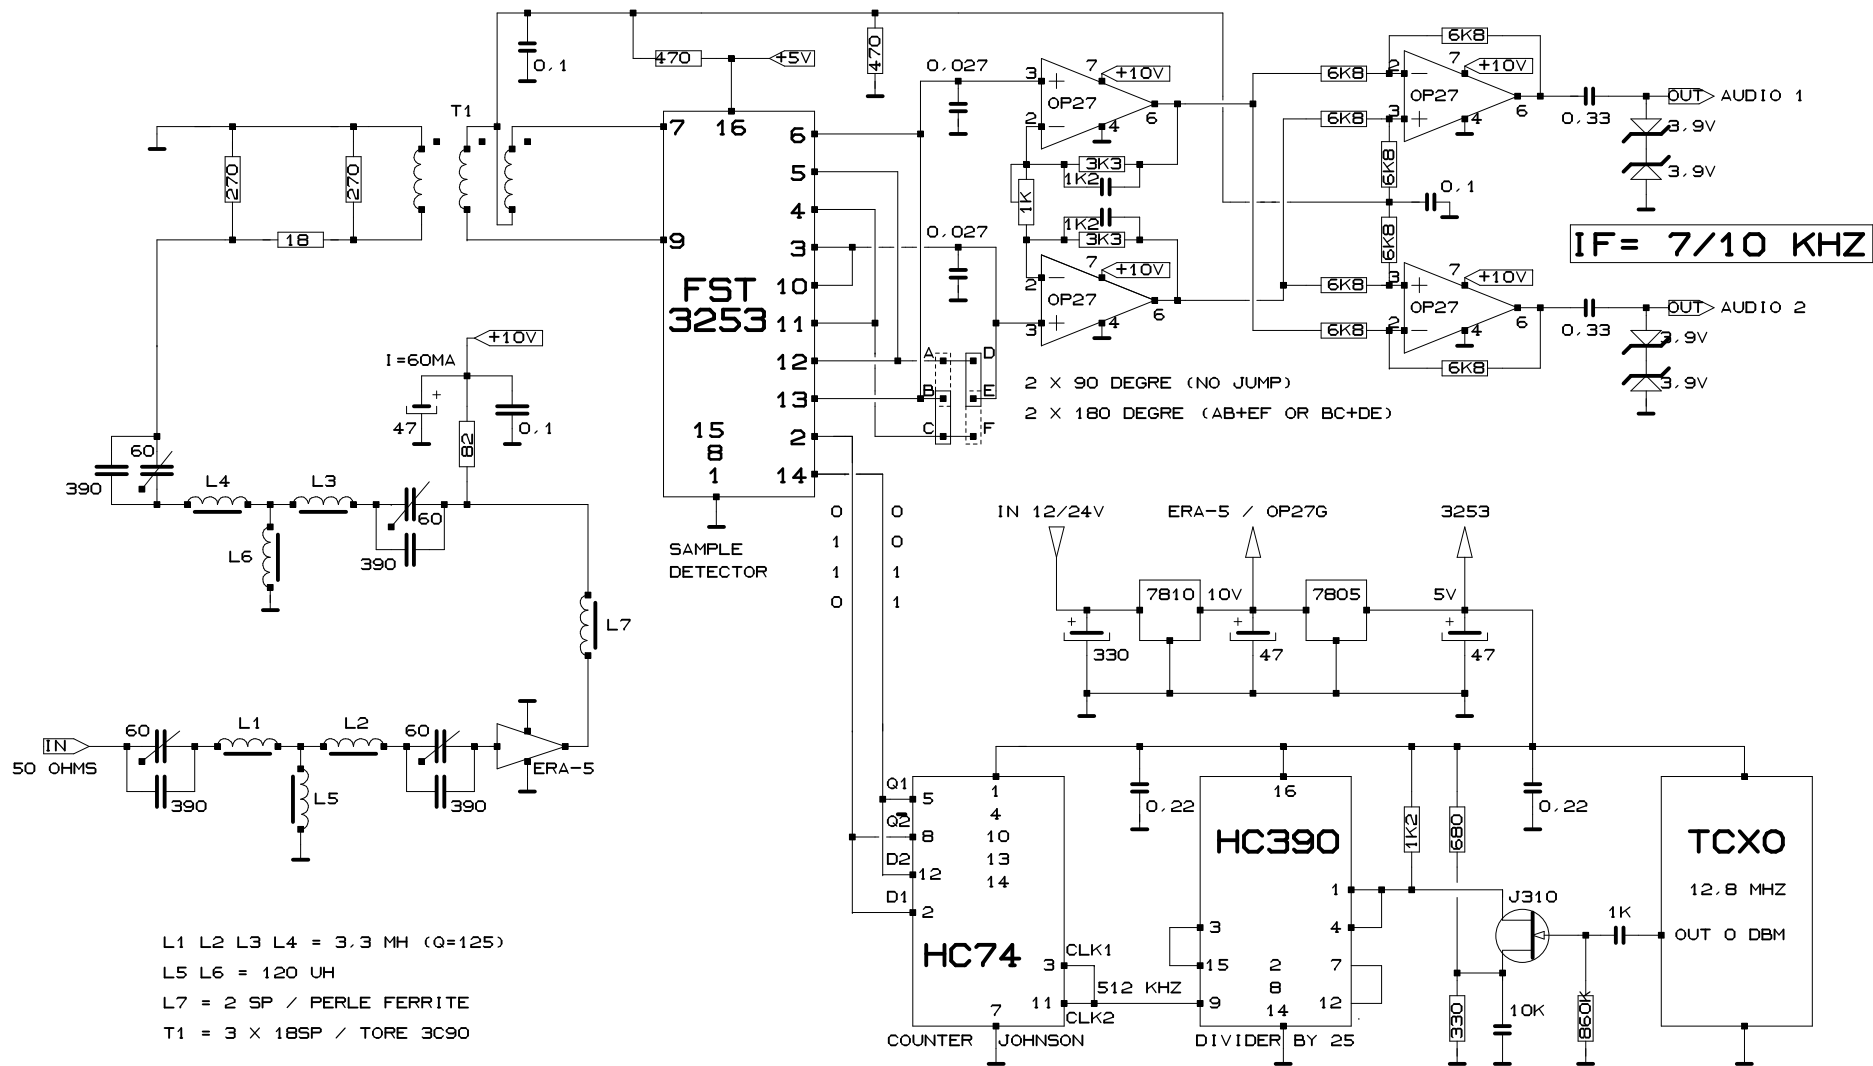 470
+5V
0,1
470
0,027
3
7
+10V
OP27
2
4
6
3K3
1K2
1K
1K2
3K3
0,027
2
7
+10V
OP27
3
4
6
6K8
6K8
2
7
+10V
OP27
6K8
3
4
6
0,33
OUT
AUDIO 1
3,9V
3,9V
6K8
0,1
6K8
6K8
3
7
+10V
OP27
6K8
2
4
6
6K8
0,33
OUT
AUDIO 2
3,9V
3,9V
IF= 7/10 KHZ
T1
270
270
18
7
16
9
FST
3253
6
5
4
3
10
11
12
13
2
14
15
8
1
A
B
C
D
E
F
2 X 90 DEGRE (NO JUMP)
2 X 180 DEGRE (AB+EF OR BC+DE)
+10V
I=60MA
+
47
0,1
82
60
390
L4
L3
60
390
L6
L7
SAMPLE
DETECTOR
0 0
1 0
1 1
0 1
IN 12/24V
ERA-5 / OP27G
3253
7810
10V
7805
5V
+
330
+
47
+
47
IN
50 OHMS
60
390
L1
L2
L5
60
390
ERA-5
Q1
5
Q2
8
D2
12
D1
2
1
4
10
13
14
HC74
3
11
7
CLK1
CLK2
512 KHZ
COUNTER JOHNSON
0,22
16
HC390
1
4
3
15
9
7
12
2
8
14
DIVIDER BY 25
1K2
680
0,22
J310
330
10K
860K
1K
TCXO
12,8 MHZ
OUT 0 DBM
L1 L2 L3 L4 = 3,3 MH (Q=125)
L5 L6 = 120 UH
L7 = 2 SP / PERLE FERRITE
T1 = 3 X 18SP / TORE 3C90